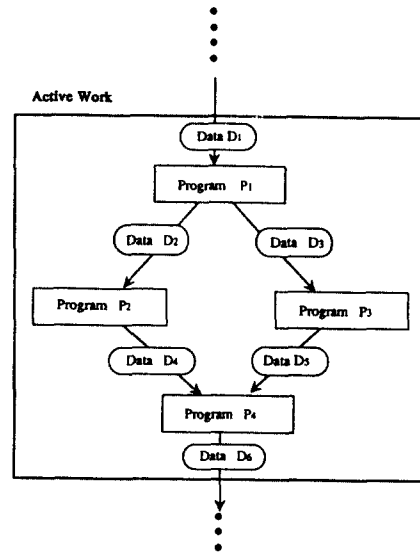 Active Work
Data D1
Program P1
Data D2
Data D3
Program P2
Program P3
Data D4
Data D5
Program P4
Data D6